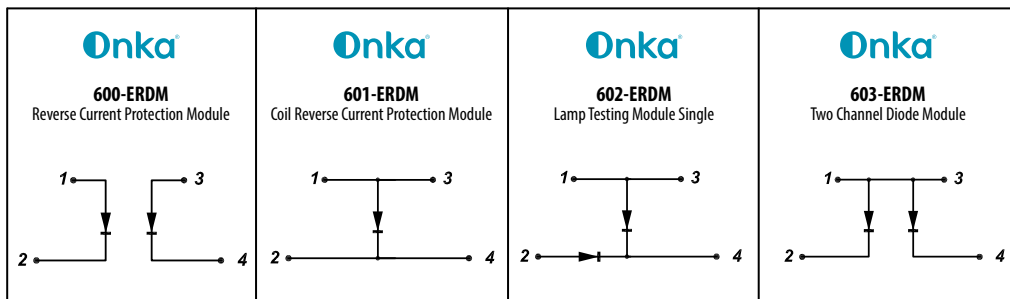 Onka®
600-ERDM
Reverse Current Protection Module
1
3
2
4
Onka®
601-ERDM
Coil Reverse Current Protection Module
1
3
2
4
Onka®
602-ERDM
Lamp Testing Module Single
1
3
2
4
Onka®
603-ERDM
Two Channel Diode Module
1
3
2
4